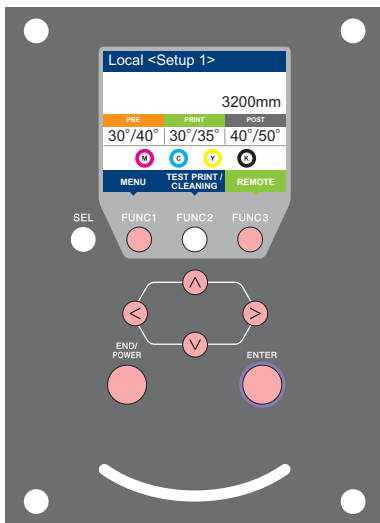 Local <Setup 1>
3200mm
PRE PRINT POST
30°/40° 30°/35° 40°/50°
M C Y K
MENU TEST PRINT / CLEANING REMOTE
SEL FUNC1 FUNC2 FUNC3
END/
POWER
ENTER